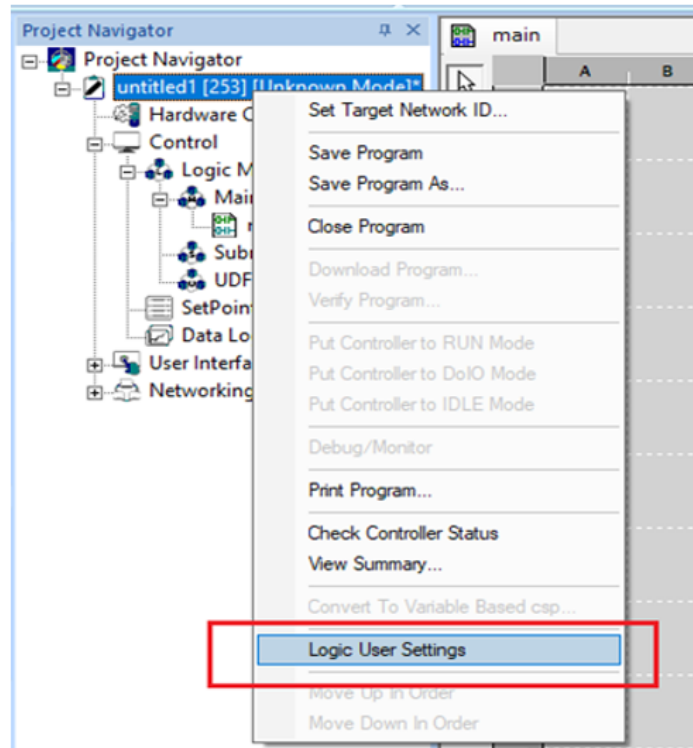 Project Navigator
main
Project Navigator
A B
untitled1 [253] [Unknown Mode]*
Set Target Network ID...
Hardware C
Save Program
Control
Save Program As...
Logic M
Mai
Close Program
Subr
Download Program...
UDF
Verify Program...
SetPoin
Data Lo
Put Controller to RUN Mode
User Interfa
Put Controller to DoIO Mode
Networking
Put Controller to IDLE Mode
Debug/Monitor
Print Program...
Check Controller Status
View Summary...
Convert To Variable Based csp...
Logic User Settings
Move Up In Order
Move Down In Order